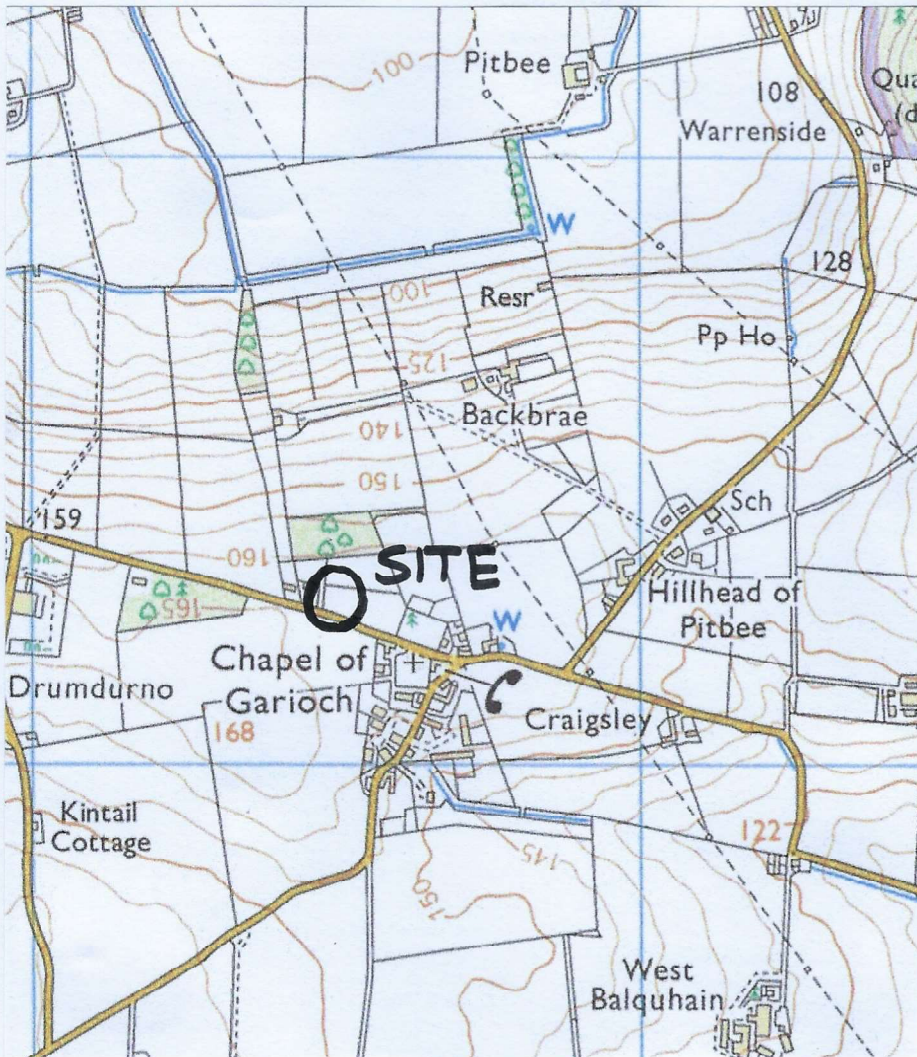 100
Pitbee
Qua
(d
108
Warrenside
W
128
100
Resr
Pp Ho
125
Backbrae
140
150
Sch
159
160
SITE
165
Hillhead of
Pitbee
W
Chapel of
Garioch
Drumdurno
Craigsley
168
Kintail
Cottage
122
145
150
West
Balquhain